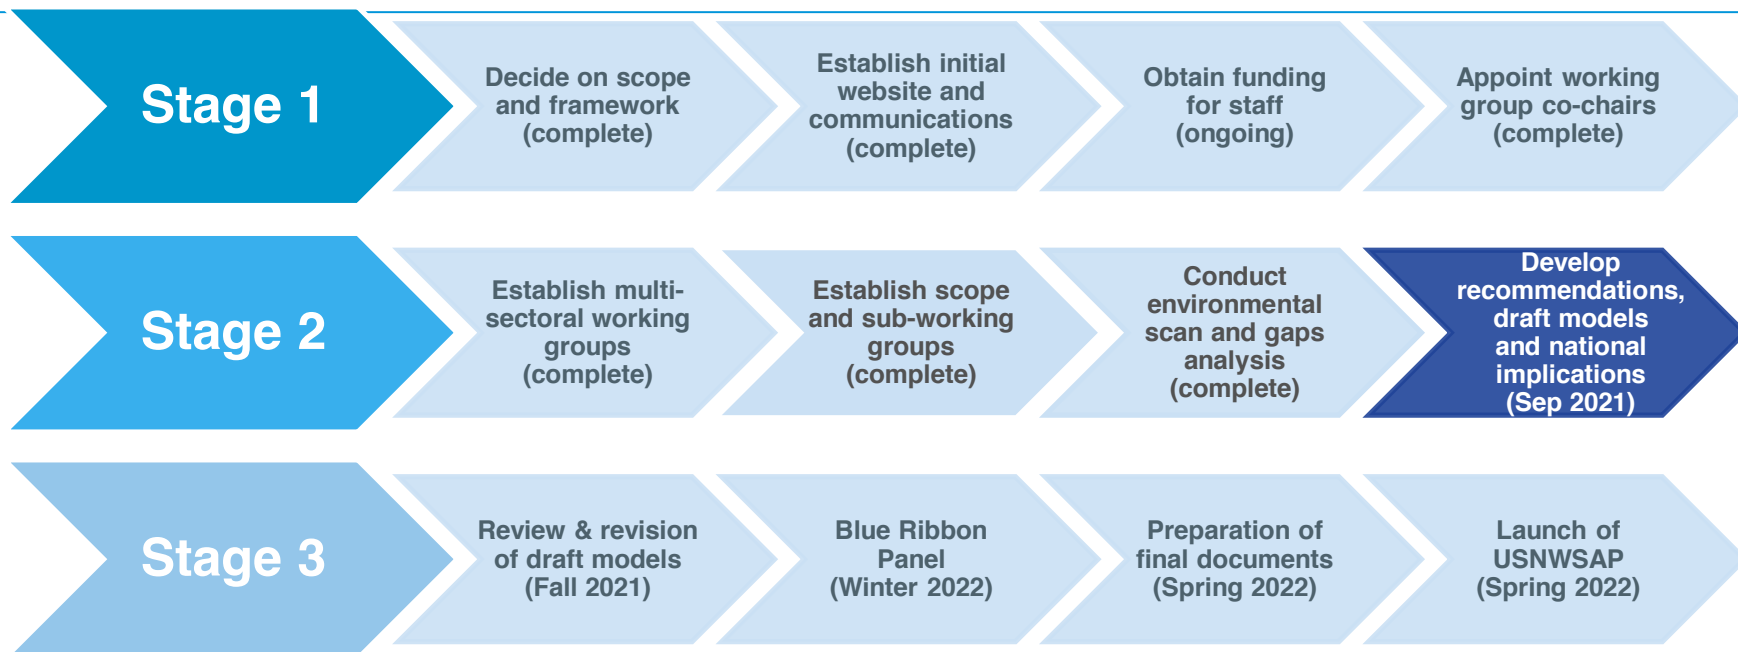 Stage 1
Decide on scope
and framework
(complete)
Establish initial
website and
communications
(complete)
Obtain funding
for staff
(ongoing)
Appoint working
group co-chairs
(complete)
Stage 2
Establish multi-
sectoral working
groups
(complete)
Establish scope
and sub-working
groups
(complete)
Conduct
environmental
scan and gaps
analysis
(complete)
Develop
recommendations,
draft models
and national
implications
(Sep 2021)
Stage 3
Review & revision
of draft models
(Fall 2021)
Blue Ribbon
Panel
(Winter 2022)
Preparation of
final documents
(Spring 2022)
Launch of
USNWSAP
(Spring 2022)